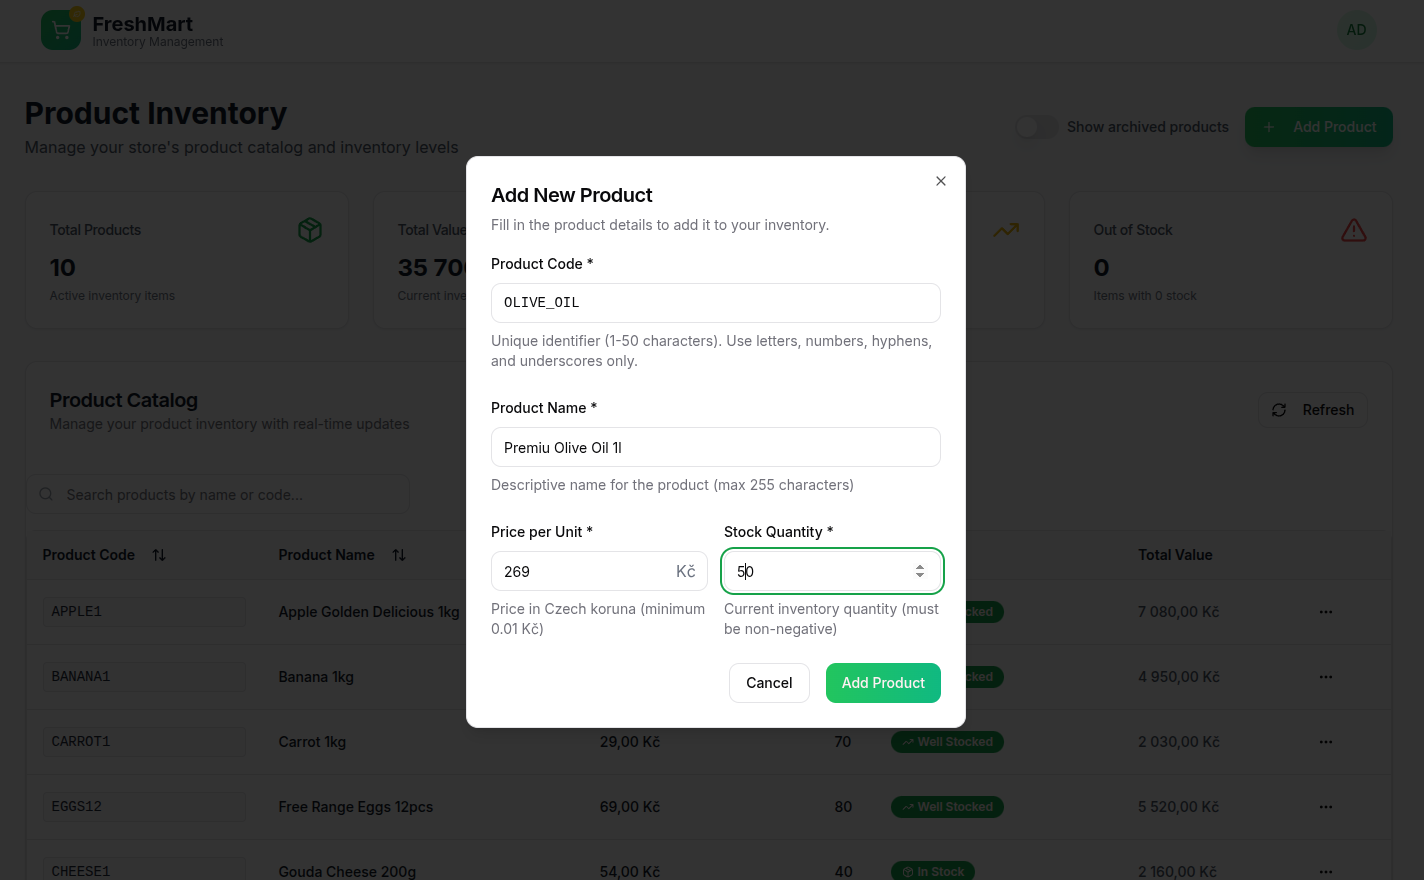 FreshMart
Inventory Management
AD
Product Inventory
Manage your store's product catalog and inventory levels
Show archived products
Add Product
Total Products
10
Active inventory items
Total Value
35 700
Current inve
Out of Stock
0
Items with 0 stock
Product Catalog
Manage your product inventory with real-time updates
Refresh
Search products by name or code...
Product Code
Product Name
Total Value
APPLE1
Apple Golden Delicious 1kg
cked
7 080,00 Kč
BANANA1
Banana 1kg
cked
4 950,00 Kč
CARROT1
Carrot 1kg
29,00 Kč
70
Well Stocked
2 030,00 Kč
EGGS12
Free Range Eggs 12pcs
69,00 Kč
80
Well Stocked
5 520,00 Kč
CHEESE1
Gouda Cheese 200g
54,00 Kč
40
In Stock
2 160,00 Kč
Add New Product
Fill in the product details to add it to your inventory.
Product Code *
OLIVE_OIL
Unique identifier (1-50 characters). Use letters, numbers, hyphens,
and underscores only.
Product Name *
Premiu Olive Oil 1l
Descriptive name for the product (max 255 characters)
Price per Unit *
269
Kč
Price in Czech koruna (minimum
0.01 Kč)
Stock Quantity *
50
Current inventory quantity (must
be non-negative)
Cancel
Add Product